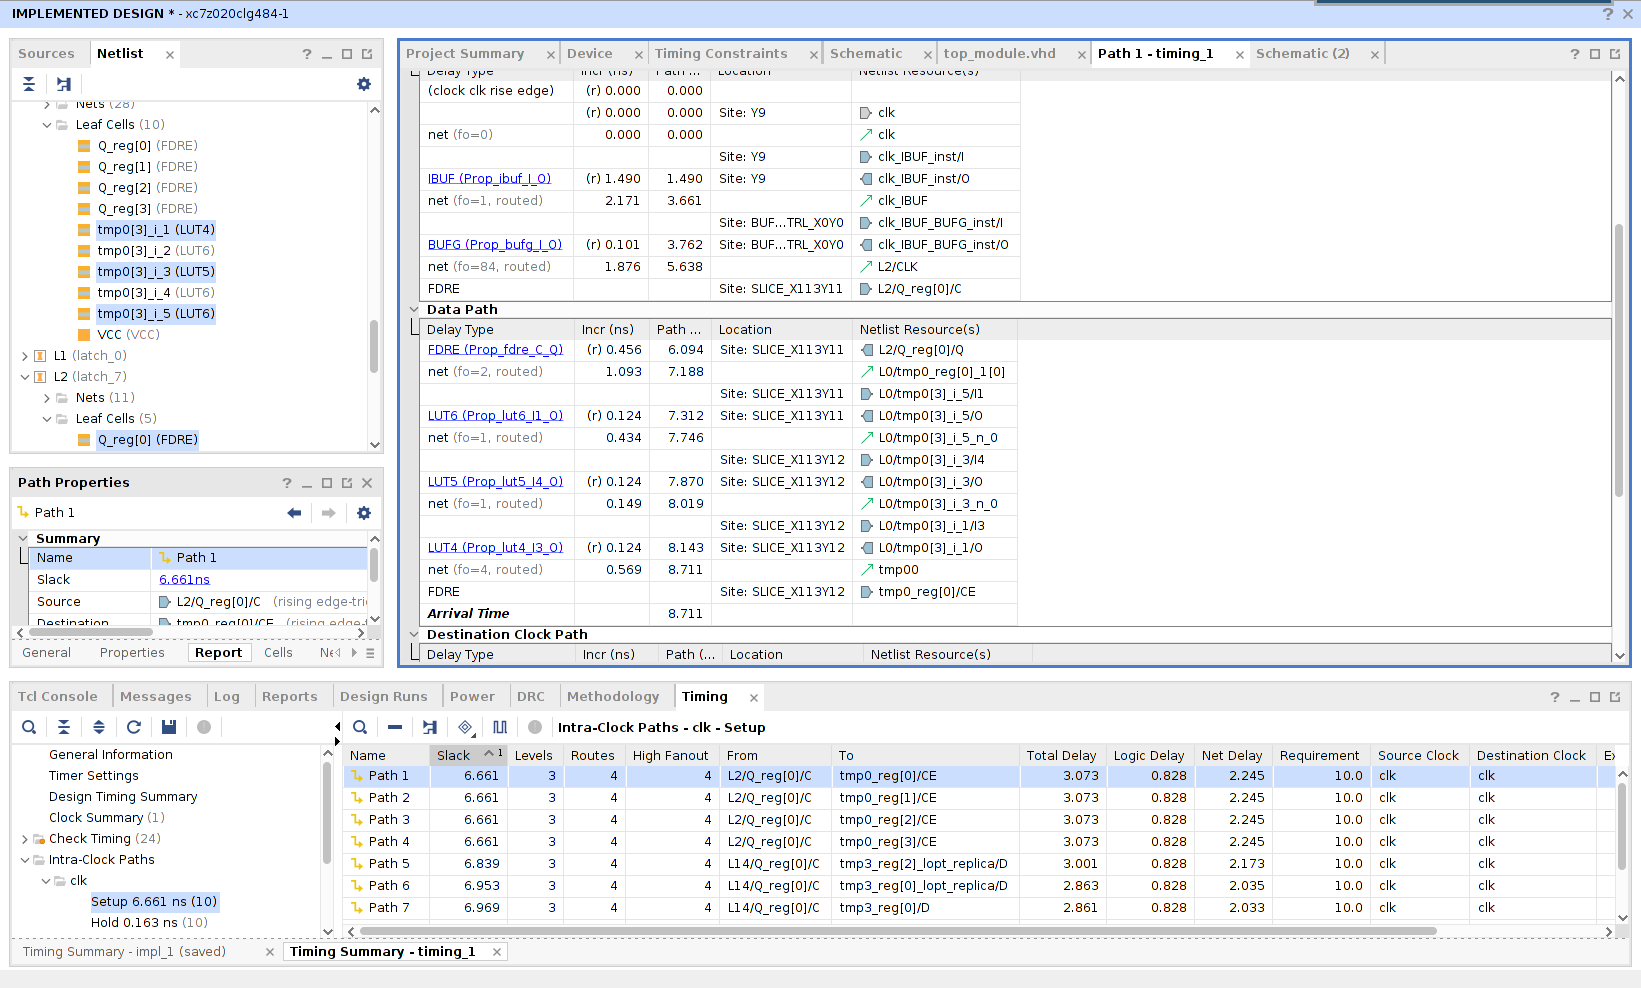 IMPLEMENTED DESIGN * - xc7z020clg484-1
Sources Netlist
Nets (28)
Leaf Cells (10)
Q_reg[0] (FDRE)
Q_reg[1] (FDRE)
Q_reg[2] (FDRE)
Q_reg[3] (FDRE)
tmp0[3]_i_1 (LUT4)
tmp0[3]_i_2 (LUT6)
tmp0[3]_i_3 (LUT5)
tmp0[3]_i_4 (LUT6)
tmp0[3]_i_5 (LUT6)
VCC (VCC)
L1 (latch_0)
L2 (latch_7)
Nets (11)
Leaf Cells (5)
Q_reg[0] (FDRE)
Path Properties
Path 1
Summary
Name Path 1
Slack 6.661ns
Source L2/Q_reg[0]/C (rising edge-tri
Destination tmp0_reg[0]/CE (rising edge
General Properties Report Cells Ne
Project Summary Device Timing Constraints Schematic top_module.vhd Path 1 - timing_1 Schematic (2)
Delay Type Incr (ns) Path ... Location Netlist Resource(s)
(clock clk rise edge) (r) 0.000 0.000
(r) 0.000 0.000 Site: Y9 clk
net (fo=0) 0.000 0.000 clk
Site: Y9 clk_IBUF_inst/I
IBUF (Prop_ibuf_I_O) (r) 1.490 1.490 Site: Y9 clk_IBUF_inst/O
net (fo=1, routed) 2.171 3.661 clk_IBUF
Site: BUF...TRL_X0Y0 clk_IBUF_BUFG_inst/I
BUFG (Prop_bufg_I_O) (r) 0.101 3.762 Site: BUF...TRL_X0Y0 clk_IBUF_BUFG_inst/O
net (fo=84, routed) 1.876 5.638 L2/CLK
FDRE Site: SLICE_X113Y11 L2/Q_reg[0]/C
Data Path
Delay Type Incr (ns) Path ... Location Netlist Resource(s)
FDRE (Prop_fdre_C_Q) (r) 0.456 6.094 Site: SLICE_X113Y11 L2/Q_reg[0]/Q
net (fo=2, routed) 1.093 7.188 L0/tmp0_reg[0]_1[0]
Site: SLICE_X113Y11 L0/tmp0[3]_i_5/I1
LUT6 (Prop_lut6_I1_O) (r) 0.124 7.312 Site: SLICE_X113Y11 L0/tmp0[3]_i_5/O
net (fo=1, routed) 0.434 7.746 L0/tmp0[3]_i_5_n_0
Site: SLICE_X113Y12 L0/tmp0[3]_i_3/I4
LUT5 (Prop_lut5_I4_O) (r) 0.124 7.870 Site: SLICE_X113Y12 L0/tmp0[3]_i_3/O
net (fo=1, routed) 0.149 8.019 L0/tmp0[3]_i_3_n_0
Site: SLICE_X113Y12 L0/tmp0[3]_i_1/I3
LUT4 (Prop_lut4_I3_O) (r) 0.124 8.143 Site: SLICE_X113Y12 L0/tmp0[3]_i_1/O
net (fo=4, routed) 0.569 8.711 tmp00
FDRE Site: SLICE_X113Y12 tmp0_reg[0]/CE
Arrival Time 8.711
Destination Clock Path
Delay Type Incr (ns) Path (... Location Netlist Resource(s)
Tcl Console Messages Log Reports Design Runs Power DRC Methodology Timing
General Information
Timer Settings
Design Timing Summary
Clock Summary (1)
Check Timing (24)
Intra-Clock Paths
clk
Setup 6.661 ns (10)
Hold 0.163 ns (10)
Intra-Clock Paths - clk - Setup
Name Slack 1 Levels Routes High Fanout From To Total Delay Logic Delay Net Delay Requirement Source Clock Destination Clock Ex
Path 1 6.661 3 4 4 L2/Q_reg[0]/C tmp0_reg[0]/CE 3.073 0.828 2.245 10.0 clk clk
Path 2 6.661 3 4 4 L2/Q_reg[0]/C tmp0_reg[1]/CE 3.073 0.828 2.245 10.0 clk clk
Path 3 6.661 3 4 4 L2/Q_reg[0]/C tmp0_reg[2]/CE 3.073 0.828 2.245 10.0 clk clk
Path 4 6.661 3 4 4 L2/Q_reg[0]/C tmp0_reg[3]/CE 3.073 0.828 2.245 10.0 clk clk
Path 5 6.839 3 4 4 L14/Q_reg[0]/C tmp3_reg[2]_lopt_replica/D 3.001 0.828 2.173 10.0 clk clk
Path 6 6.953 3 4 4 L14/Q_reg[0]/C tmp3_reg[0]_lopt_replica/D 2.863 0.828 2.035 10.0 clk clk
Path 7 6.969 3 4 4 L14/Q_reg[0]/C tmp3_reg[0]/D 2.861 0.828 2.033 10.0 clk clk
Timing Summary - impl_1 (saved) Timing Summary - timing_1